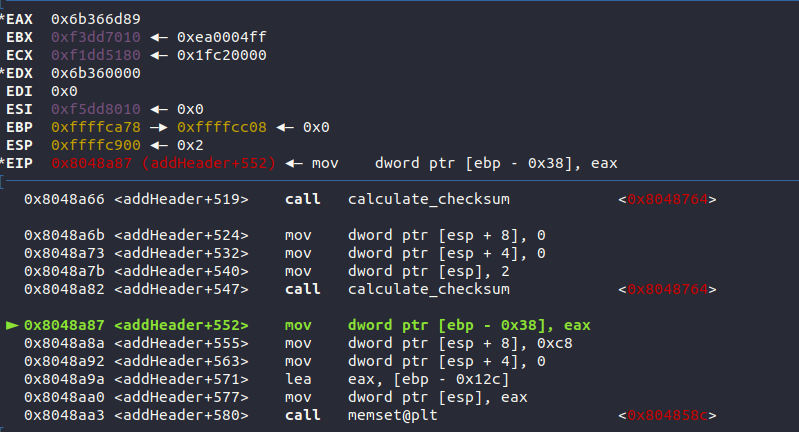 *EAX 0x6b366d89
EBX 0xf3dd7010 ◂— 0xea0004ff
ECX 0xf1dd5180 ◂— 0x1fc20000
*EDX 0x6b360000
EDI 0x0
ESI 0xf5dd8010 ◂— 0x0
EBP 0xffffca78 —▸ 0xffffcc08 ◂— 0x0
ESP 0xffffc900 ◂— 0x2
*EIP 0x8048a87 (addHeader+552) ◂— mov dword ptr [ebp - 0x38], eax
0x8048a66 <addHeader+519> call calculate_checksum <0x8048764>
0x8048a6b <addHeader+524> mov dword ptr [esp + 8], 0
0x8048a73 <addHeader+532> mov dword ptr [esp + 4], 0
0x8048a7b <addHeader+540> mov dword ptr [esp], 2
0x8048a82 <addHeader+547> call calculate_checksum <0x8048764>
► 0x8048a87 <addHeader+552> mov dword ptr [ebp - 0x38], eax
0x8048a8a <addHeader+555> mov dword ptr [esp + 8], 0xc8
0x8048a92 <addHeader+563> mov dword ptr [esp + 4], 0
0x8048a9a <addHeader+571> lea eax, [ebp - 0x12c]
0x8048aa0 <addHeader+577> mov dword ptr [esp], eax
0x8048aa3 <addHeader+580> call memset@plt <0x804858c>